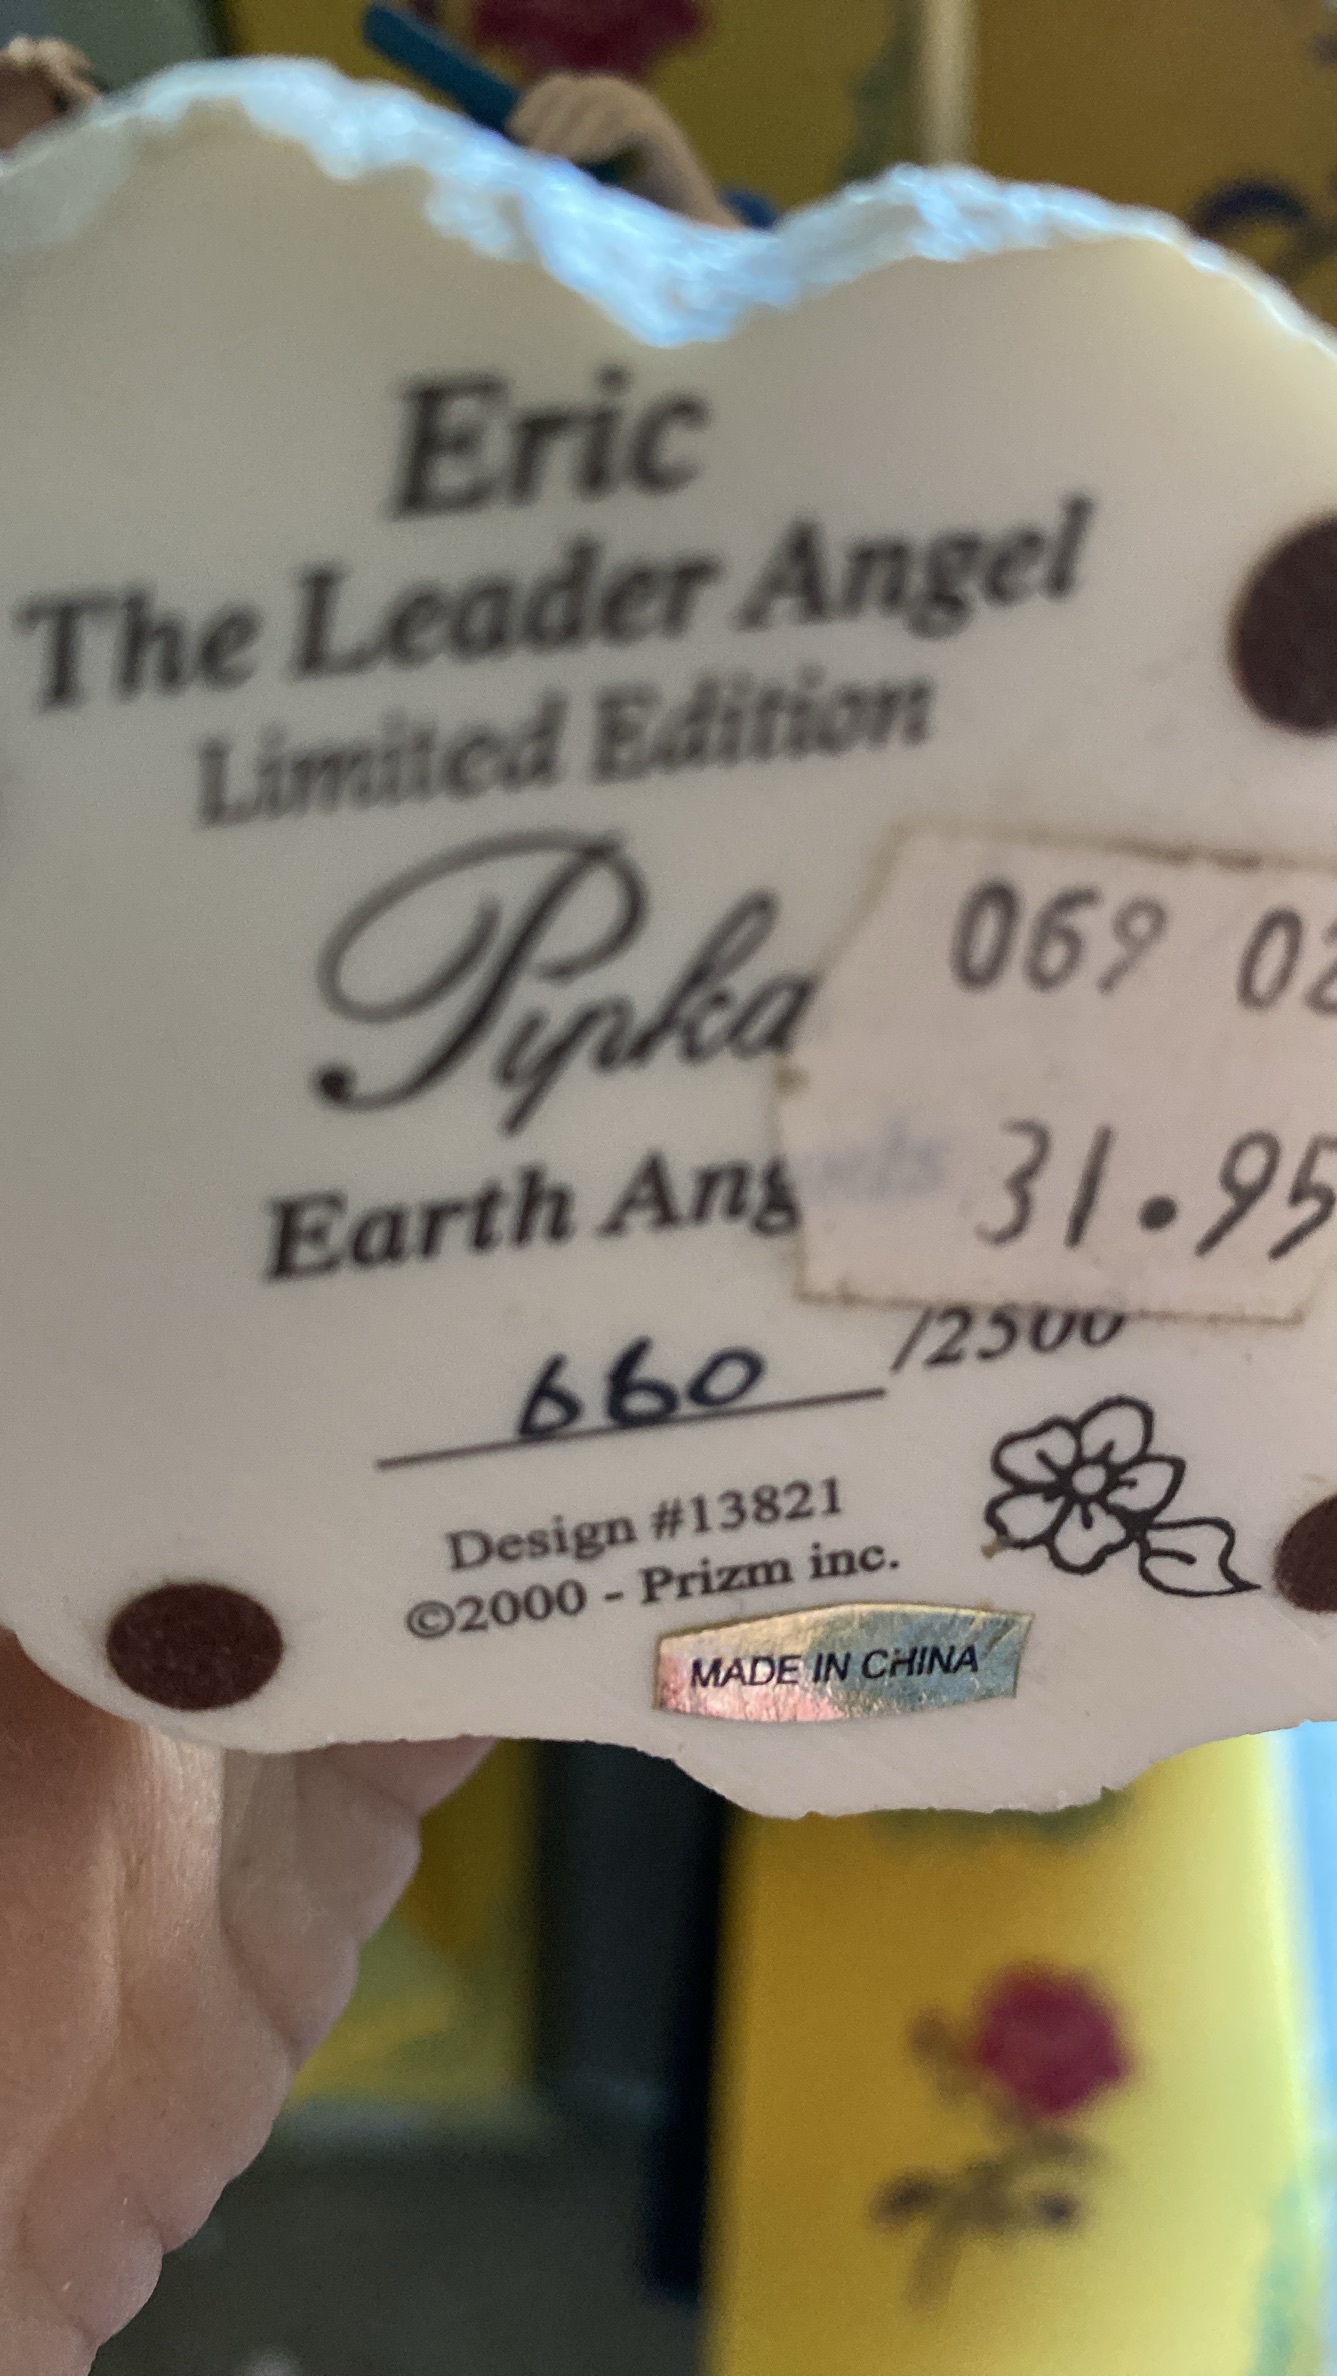 Eric
The Leader Angel
Limited Edition
Pipka
069 02
Earth Angels
31.95
660 /2500
Design #13821
©2000 - Prizm inc.
MADE IN CHINA